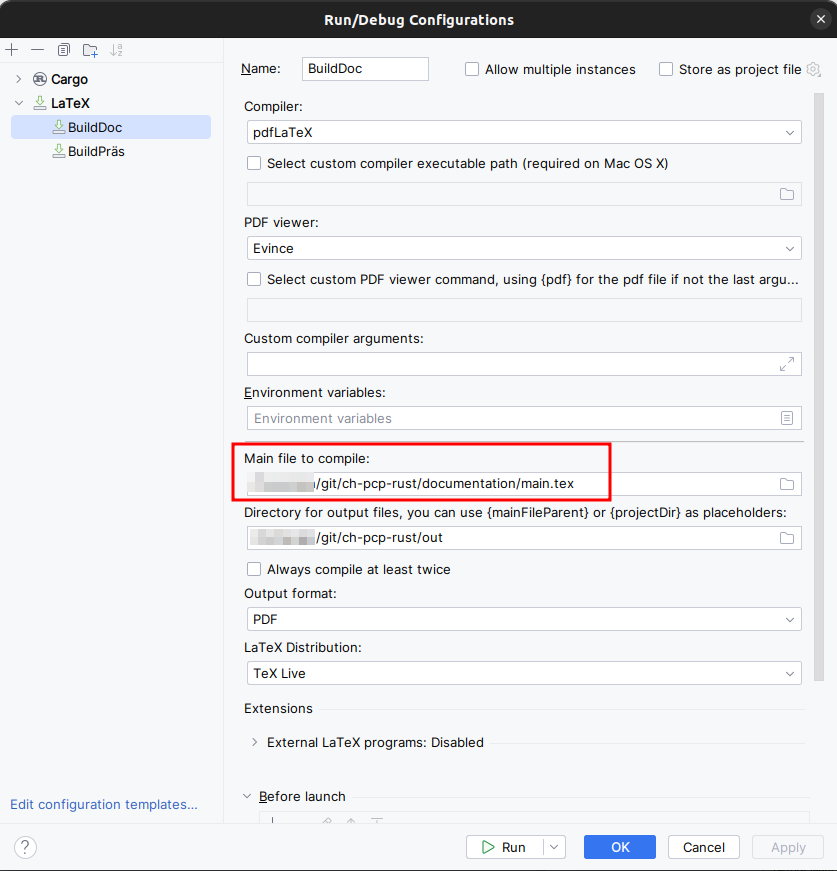 Run/Debug Configurations
Cargo
LaTeX
BuildDoc
BuildPräs
Edit configuration templates...
Name: BuildDoc Allow multiple instances Store as project file
Compiler:
pdfLaTeX
Select custom compiler executable path (required on Mac OS X)
PDF viewer:
Evince
Select custom PDF viewer command, using {pdf} for the pdf file if not the last argu...
Custom compiler arguments:
Environment variables:
Environment variables
Main file to compile:
/git/ch-pcp-rust/documentation/main.tex
Directory for output files, you can use {mainFileParent} or {projectDir} as placeholders:
/git/ch-pcp-rust/out
Always compile at least twice
Output format:
PDF
LaTeX Distribution:
TeX Live
Extensions
External LaTeX programs: Disabled
Before launch
? Run OK Cancel Apply